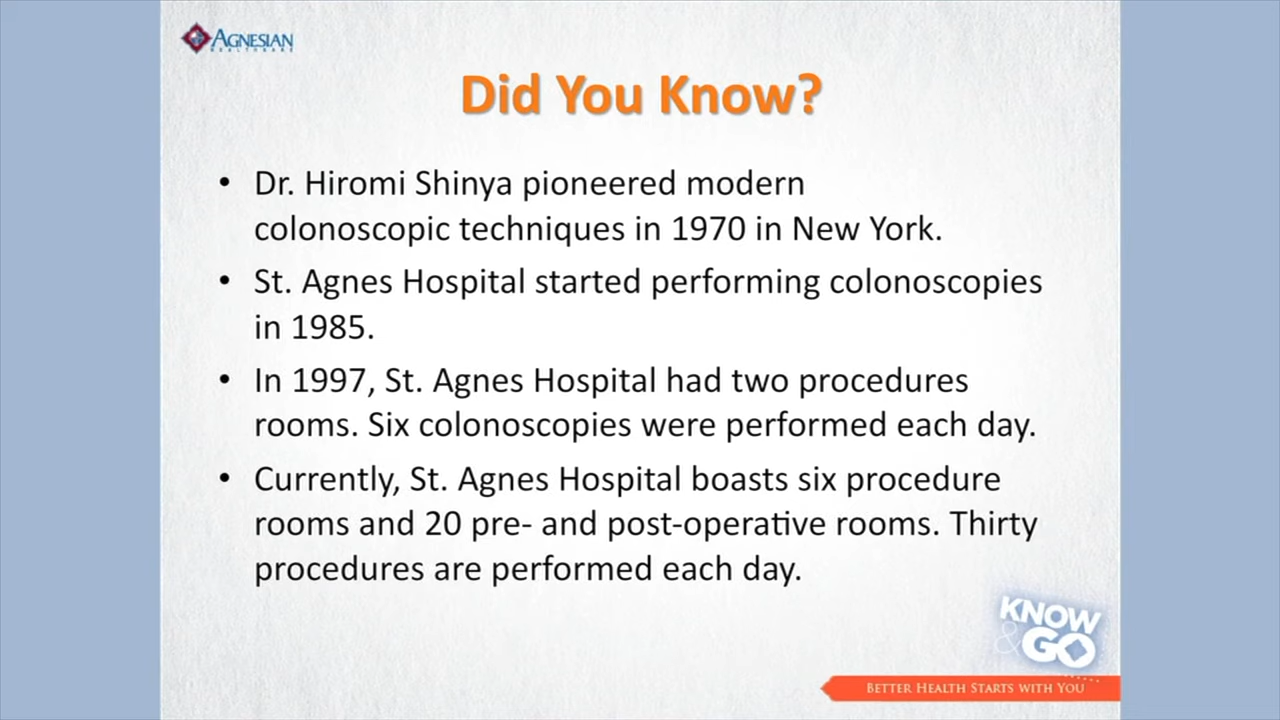 AGNESIAN
HEALTHCARE
Did You Know?
• Dr. Hiromi Shinya pioneered modern
colonoscopic techniques in 1970 in New York.
• St. Agnes Hospital started performing colonoscopies
in 1985.
• In 1997, St. Agnes Hospital had two procedures
rooms. Six colonoscopies were performed each day.
• Currently, St. Agnes Hospital boasts six procedure
rooms and 20 pre- and post-operative rooms. Thirty
procedures are performed each day.
KNOW
& GO
BETTER HEALTH STARTS WITH YOU